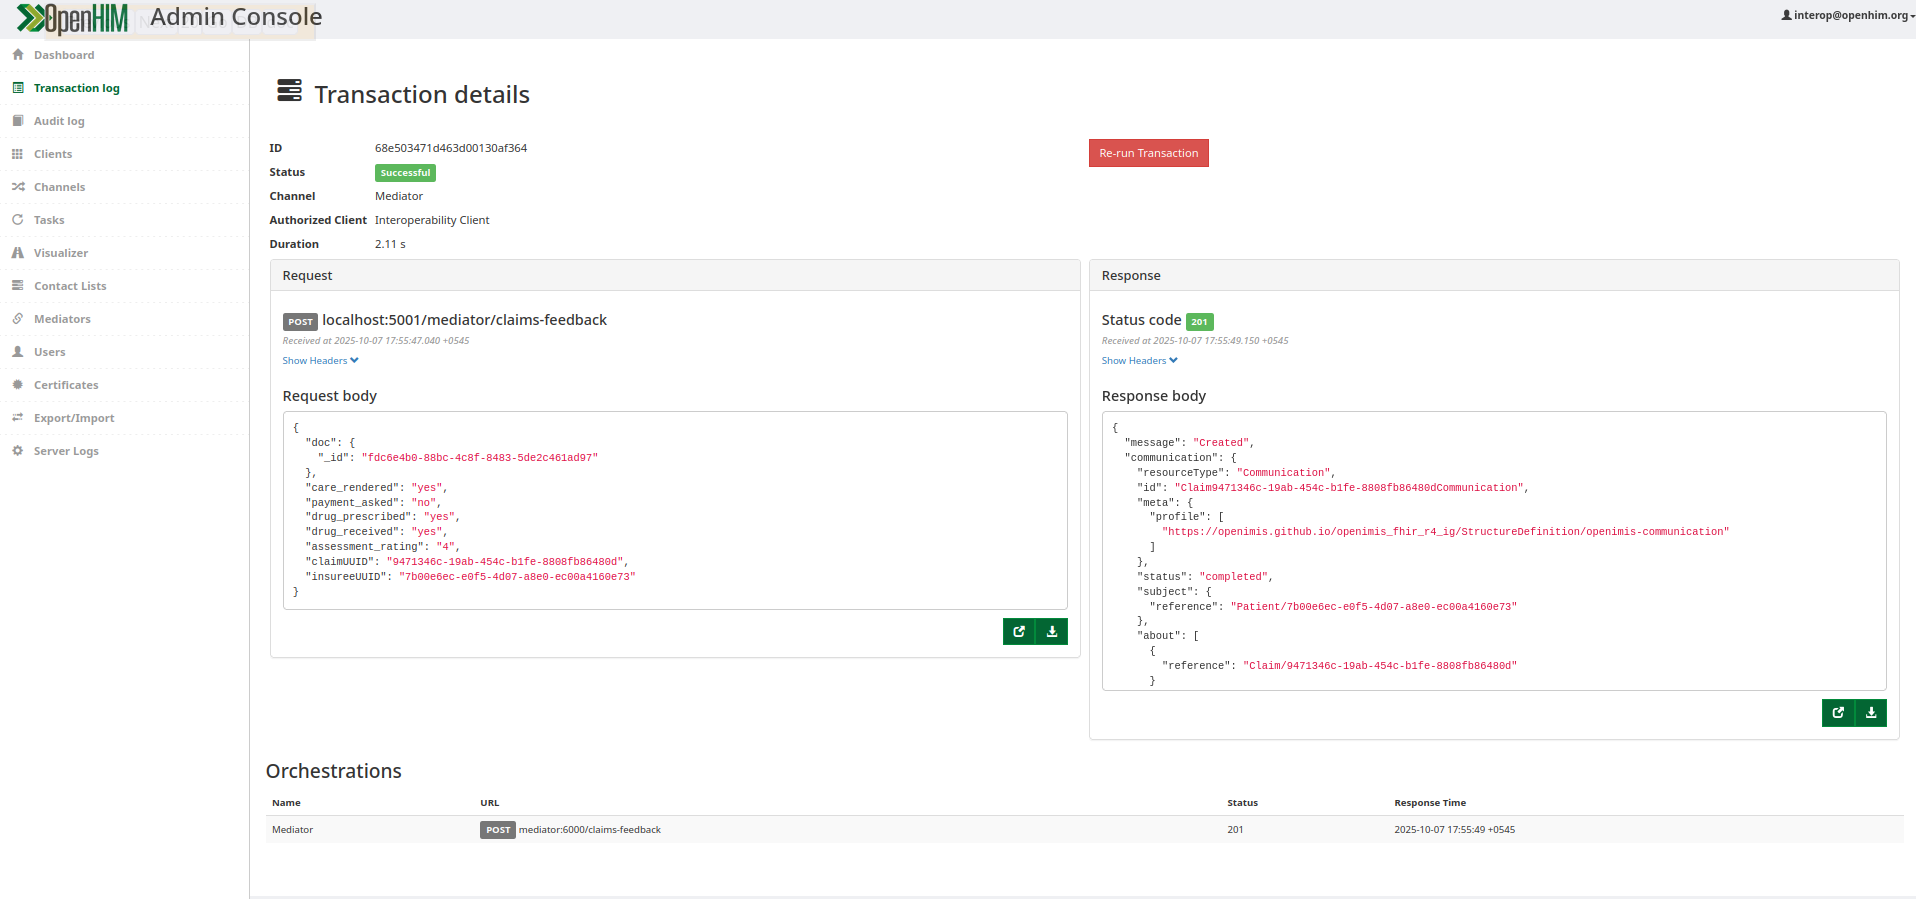 OpenHIM Admin Console
interop@openhim.org
Dashboard
Transaction log
Audit log
Clients
Channels
Tasks
Visualizer
Contact Lists
Mediators
Users
Certificates
Export/Import
Server Logs
Transaction details
ID 68e503471d463d00130af364
Status Successful
Channel Mediator
Authorized Client Interoperability Client
Duration 2.11 s
Re-run Transaction
Request
POST localhost:5001/mediator/claims-feedback
Received at 2025-10-07 17:55:47.040 +0545
Show Headers
Request body
{
"doc": {
"_id": "fdc6e4b0-88bc-4c8f-8483-5de2c461ad97"
},
"care_rendered": "yes",
"payment_asked": "no",
"drug_prescribed": "yes",
"drug_received": "yes",
"assessment_rating": "4",
"claimUUID": "9471346c-19ab-454c-b1fe-8808fb86480d",
"insureeUUID": "7b00e6ec-e0f5-4d07-a8e0-ec00a4160e73"
}
Response
Status code 201
Received at 2025-10-07 17:55:49.150 +0545
Show Headers
Response body
{
"message": "Created",
"communication": {
"resourceType": "Communication",
"id": "Claim9471346c-19ab-454c-b1fe-8808fb86480dCommunication",
"meta": {
"profile": [
"https://openimis.github.io/openimis_fhir_r4_ig/StructureDefinition/openimis-communication"
]
},
"status": "completed",
"subject": {
"reference": "Patient/7b00e6ec-e0f5-4d07-a8e0-ec00a4160e73"
},
"about": [
{
"reference": "Claim/9471346c-19ab-454c-b1fe-8808fb86480d"
}
Orchestrations
Name URL Status Response Time
Mediator POST mediator:6000/claims-feedback 201 2025-10-07 17:55:49 +0545